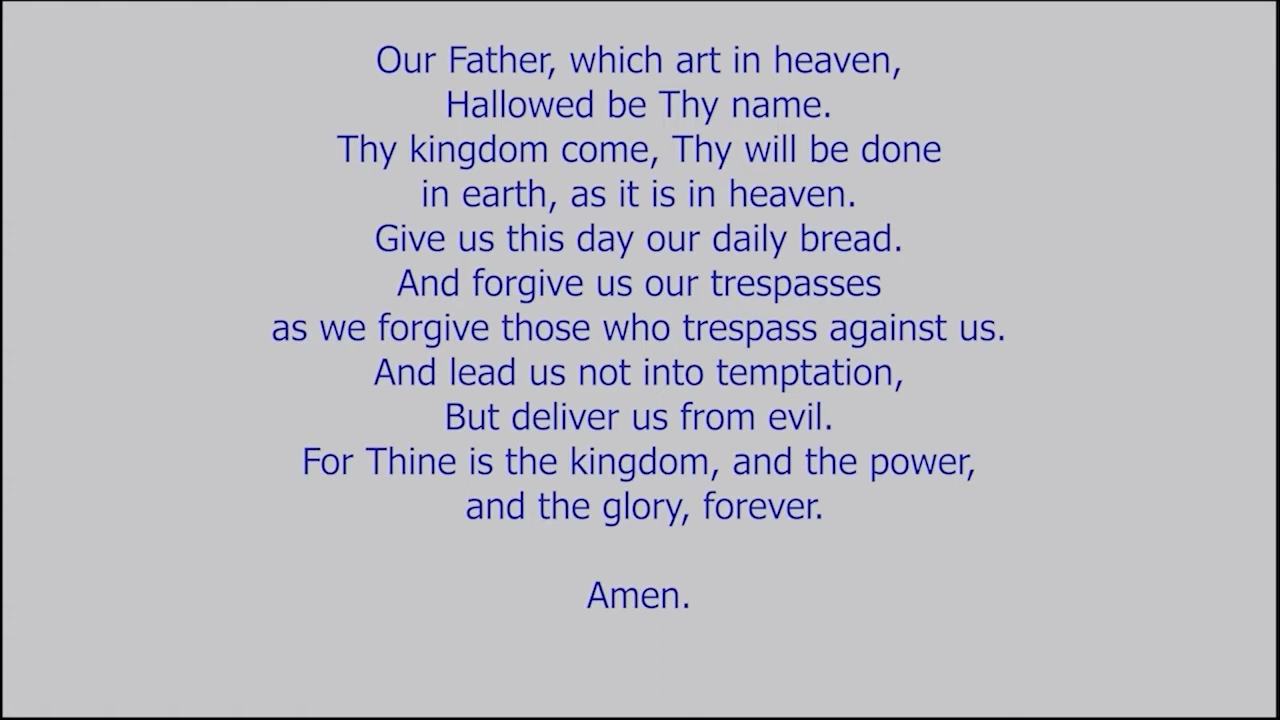 Our Father, which art in heaven,
Hallowed be Thy name.
Thy kingdom come, Thy will be done
in earth, as it is in heaven.
Give us this day our daily bread.
And forgive us our trespasses
as we forgive those who trespass against us.
And lead us not into temptation,
But deliver us from evil.
For Thine is the kingdom, and the power,
and the glory, forever.
Amen.